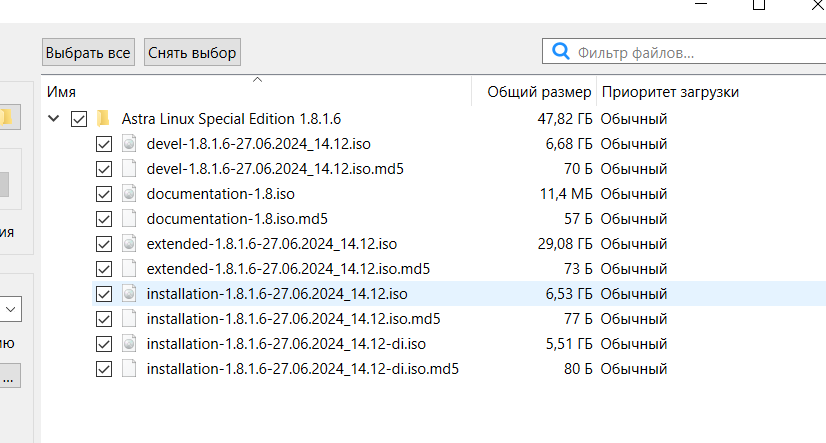 Выбрать все Снять выбор Фильтр файлов...
Имя Общий размер Приоритет загрузки
Astra Linux Special Edition 1.8.1.6 47,82 ГБ Обычный
devel-1.8.1.6-27.06.2024_14.12.iso 6,68 ГБ Обычный
devel-1.8.1.6-27.06.2024_14.12.iso.md5 70 Б Обычный
documentation-1.8.iso 11,4 МБ Обычный
documentation-1.8.iso.md5 57 Б Обычный
ия extended-1.8.1.6-27.06.2024_14.12.iso 29,08 ГБ Обычный
extended-1.8.1.6-27.06.2024_14.12.iso.md5 73 Б Обычный
installation-1.8.1.6-27.06.2024_14.12.iso 6,53 ГБ Обычный
installation-1.8.1.6-27.06.2024_14.12.iso.md5 77 Б Обычный
ию installation-1.8.1.6-27.06.2024_14.12-di.iso 5,51 ГБ Обычный
... installation-1.8.1.6-27.06.2024_14.12-di.iso.md5 80 Б Обычный